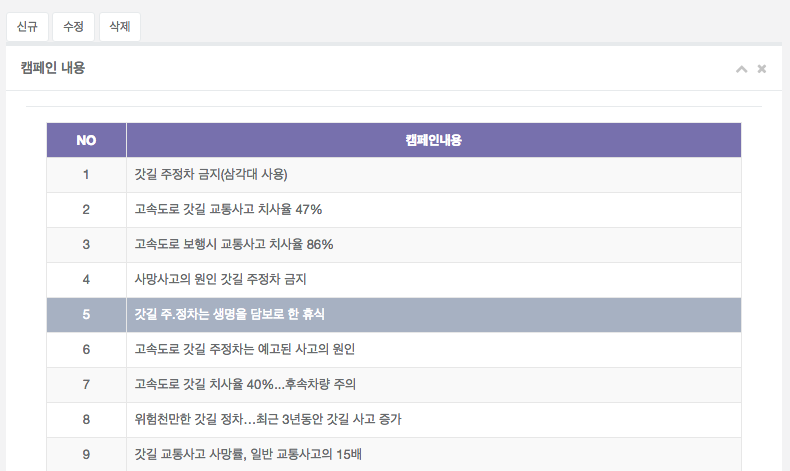 신규 수정 삭제
캠페인 내용
NO 캠페인내용
1 갓길 주정차 금지(삼각대 사용)
2 고속도로 갓길 교통사고 치사율 47%
3 고속도로 보행시 교통사고 치사율 86%
4 사망사고의 원인 갓길 주정차 금지
5 갓길 주.정차는 생명을 담보로 한 휴식
6 고속도로 갓길 주정차는 예고된 사고의 원인
7 고속도로 갓길 치사율 40%...후속차량 주의
8 위험천만한 갓길 정차...최근 3년동안 갓길 사고 증가
9 갓길 교통사고 사망률, 일반 교통사고의 15배